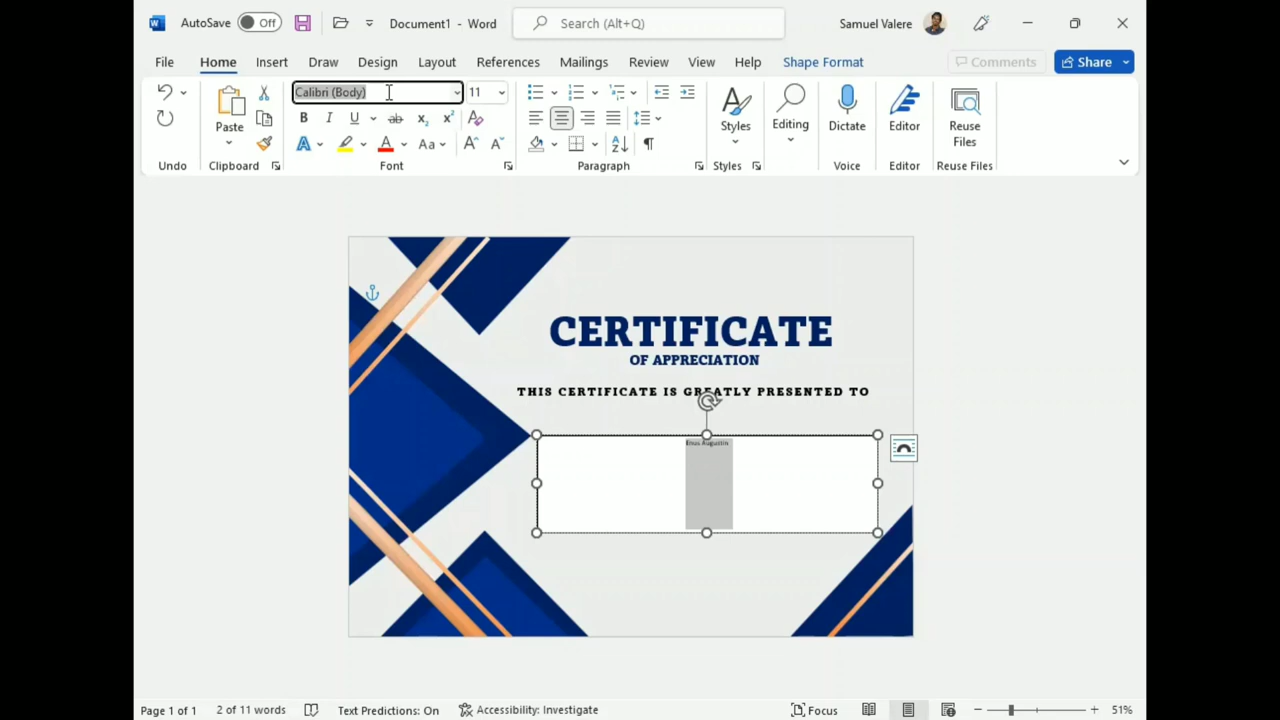 AutoSave Off Document1 - Word Search (Alt+Q) Samuel Valere
File Home Insert Draw Design Layout References Mailings Review View Help Shape Format Comments Share
Calibri (Body) 11
Paste Styles Editing Dictate Editor Reuse Files
Undo Clipboard Font Paragraph Styles Voice Editor Reuse Files
CERTIFICATE
OF APPRECIATION
THIS CERTIFICATE IS GREATLY PRESENTED TO
Page 1 of 1 2 of 11 words Text Predictions: On Accessibility: Investigate Focus 51%